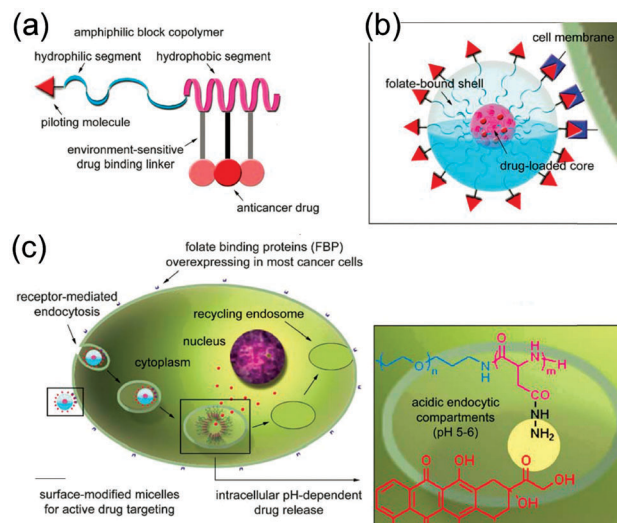 (a)
amphiphilic block copolymer
hydrophilic segment
hydrophobic segment
piloting molecule
environment-sensitive
drug binding linker
anticancer drug
(b)
cell membrane
folate-bound shell
drug-loaded core
(c)
folate binding proteins (FBP)
overexpressing in most cancer cells
receptor-mediated
endocytosis
recycling endosome
nucleus
cytoplasm
surface-modified micelles
for active drug targeting
intracellular pH-dependent
drug release
O
H
N
H
O
n
N
H
m
O
CO
NH
NH2
acidic endocytic
compartments
(pH 5-6)
O
OH
O
OH
OH